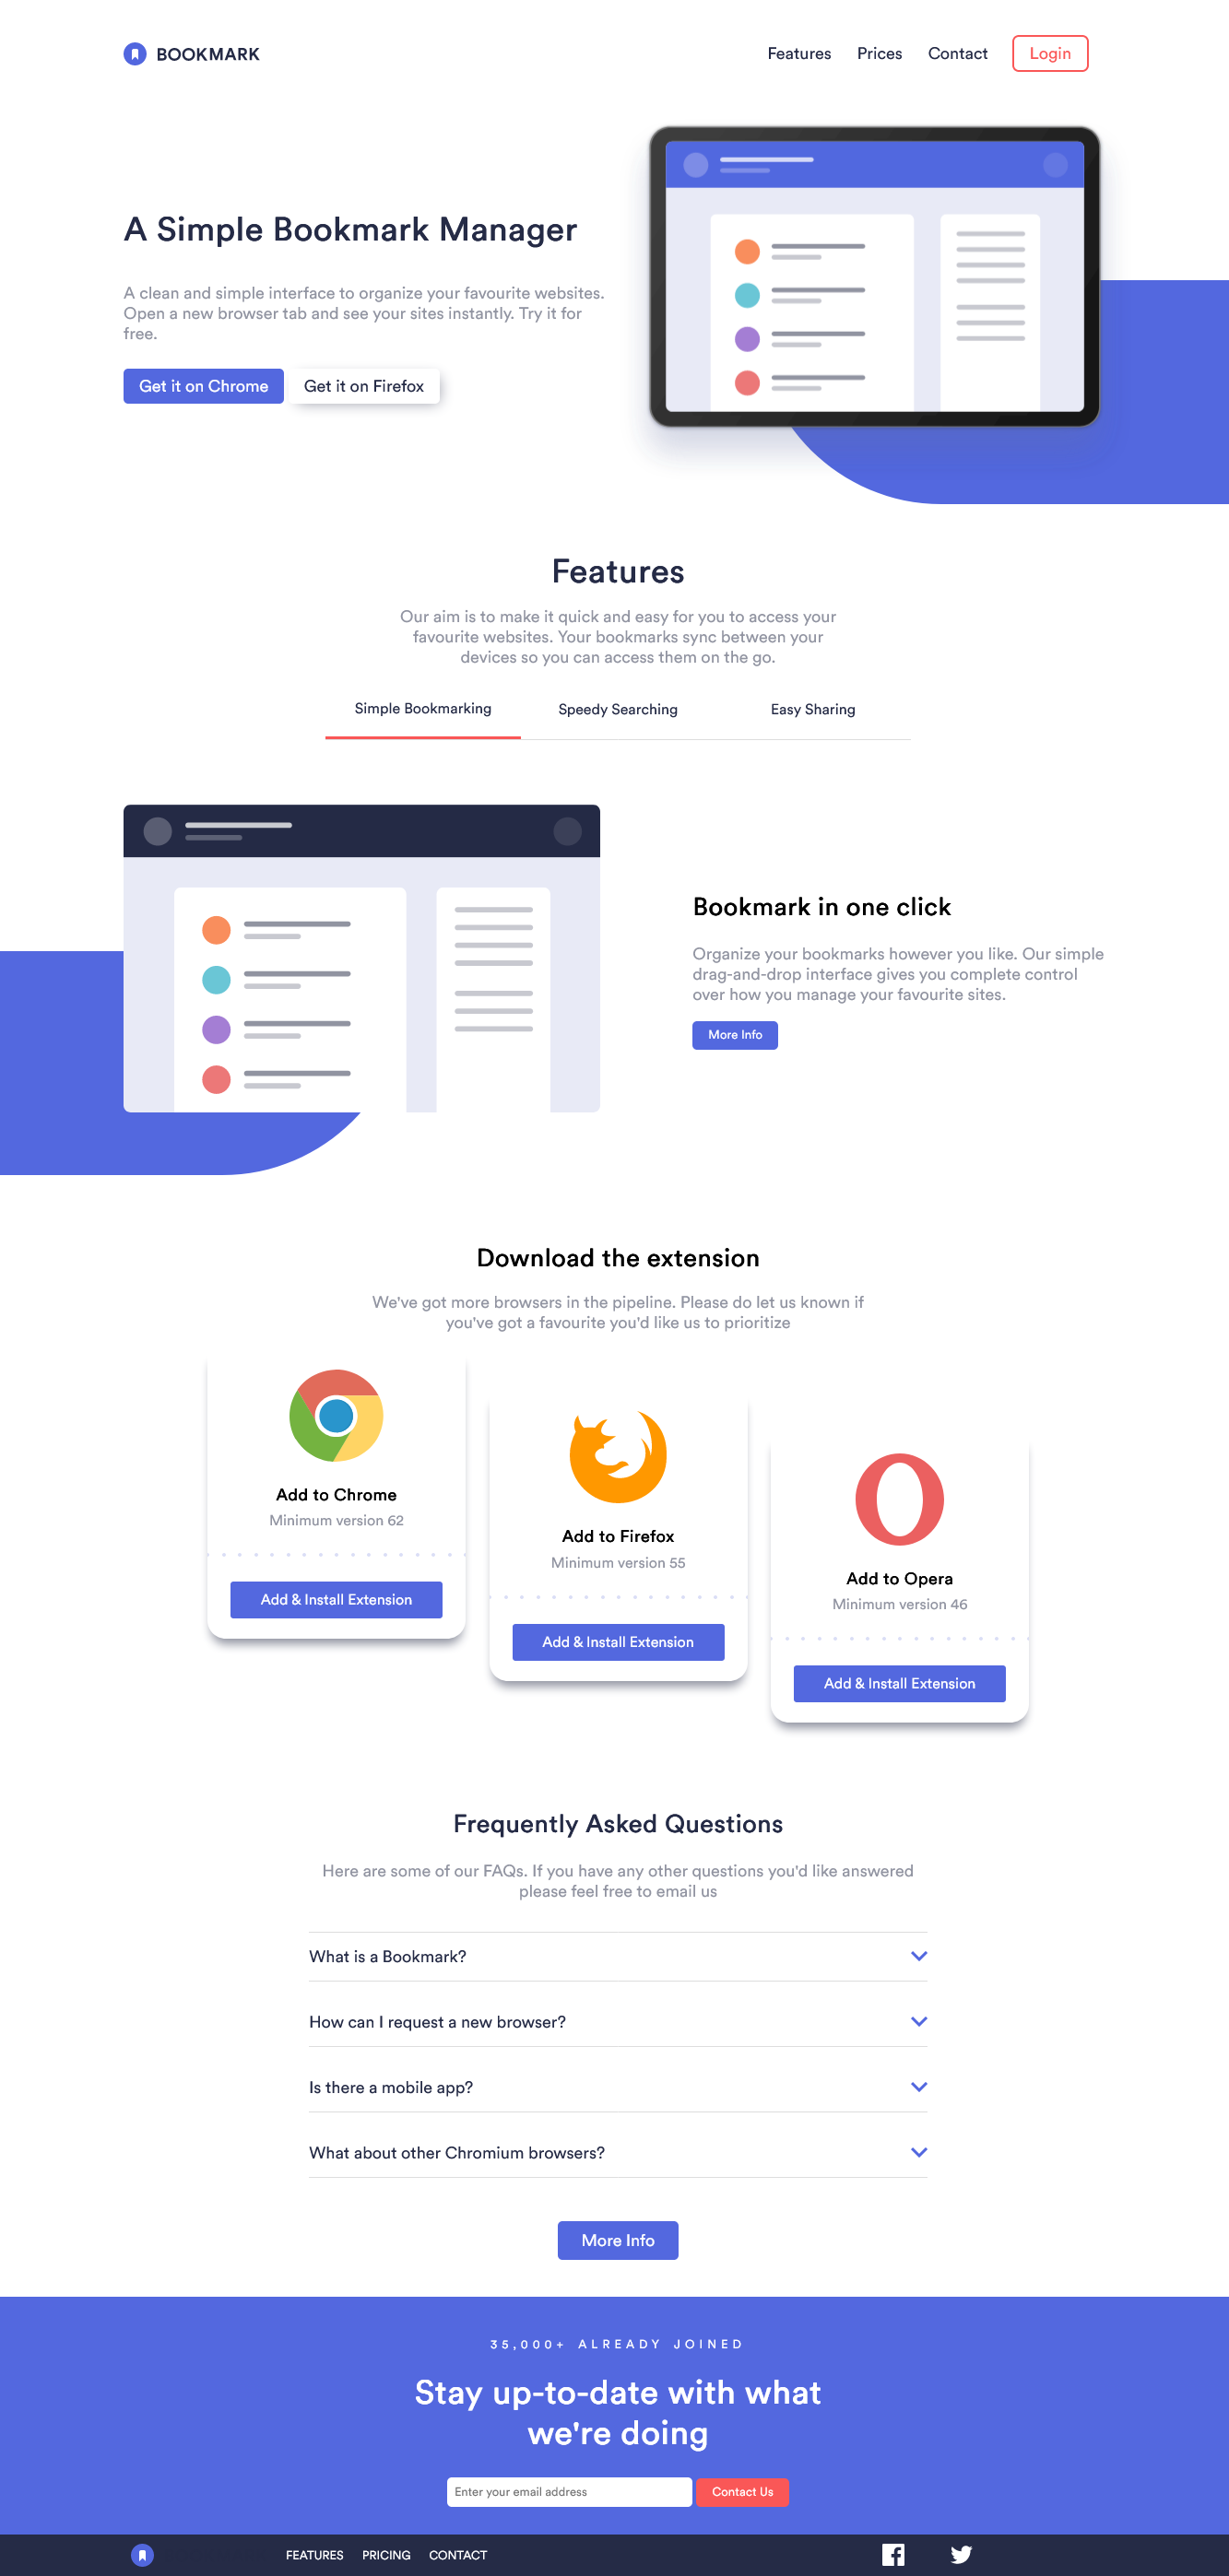 BOOKMARK
Features Prices Contact Login
A Simple Bookmark Manager
A clean and simple interface to organize your favourite websites.
Open a new browser tab and see your sites instantly. Try it for
free.
Get it on Chrome Get it on Firefox
Features
Our aim is to make it quick and easy for you to access your
favourite websites. Your bookmarks sync between your
devices so you can access them on the go.
Simple Bookmarking Speedy Searching Easy Sharing
Bookmark in one click
Organize your bookmarks however you like. Our simple
drag-and-drop interface gives you complete control
over how you manage your favourite sites.
More Info
Download the extension
We've got more browsers in the pipeline. Please do let us known if
you've got a favourite you'd like us to prioritize
Add to Chrome
Minimum version 62
Add & Install Extension
Add to Firefox
Minimum version 55
Add & Install Extension
Add to Opera
Minimum version 46
Add & Install Extension
Frequently Asked Questions
Here are some of our FAQs. If you have any other questions you'd like answered
please feel free to email us
What is a Bookmark?
How can I request a new browser?
Is there a mobile app?
What about other Chromium browsers?
More Info
35,000+ ALREADY JOINED
Stay up-to-date with what
we're doing
Enter your email address Contact Us
FEATURES PRICING CONTACT